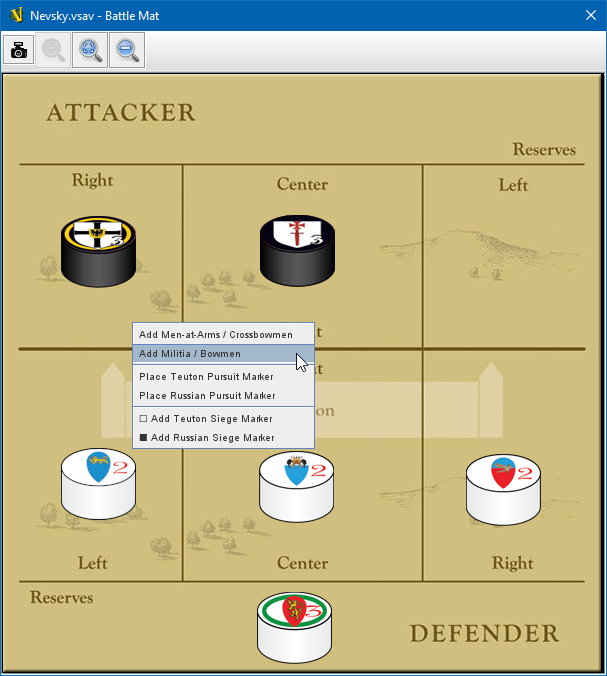 Nevsky.vsav - Battle Mat
ATTACKER
Reserves
Right
Center
Left
3
3
t
Add Men-at-Arms / Crossbowmen
Add Militia / Bowmen
Place Teuton Pursuit Marker
Place Russian Pursuit Marker
Add Teuton Siege Marker
Add Russian Siege Marker
t
on
2
2
2
Left
Center
Right
Reserves
3
DEFENDER